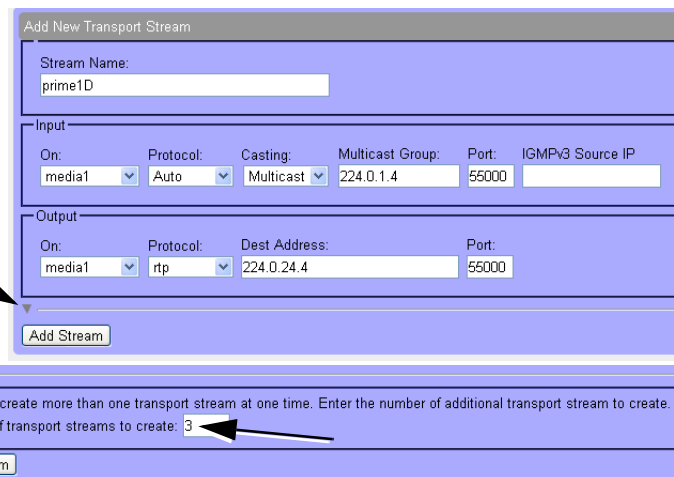 Add New Transport Stream
Stream Name:
prime1D
Input
On: Protocol: Casting: Multicast Group: Port: IGMPv3 Source IP
media1 Auto Multicast 224.0.1.4 55000
Output
On: Protocol: Dest Address: Port:
media1 rtp 224.0.24.4 55000
Add Stream
create more than one transport stream at one time. Enter the number of additional transport stream to create.
f transport streams to create: 3
m